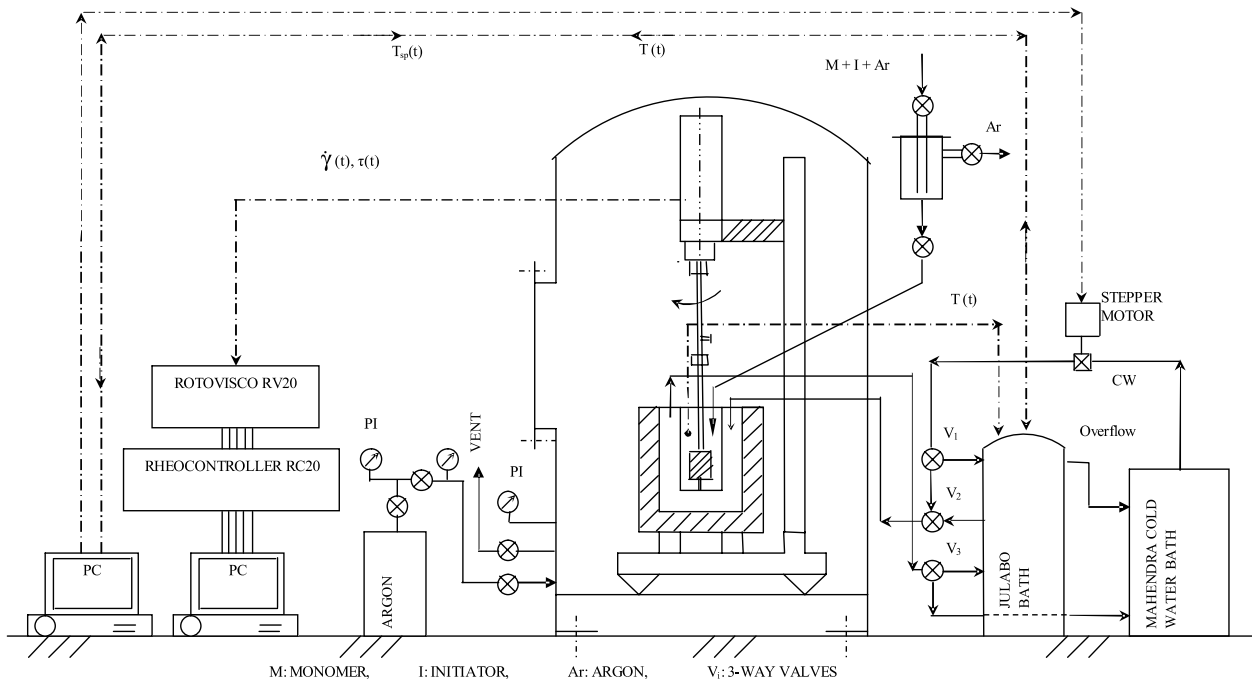 T_sp(t)
T (t)
M + I + Ar
Ar
γ̇ (t), τ(t)
T (t)
STEPPER
MOTOR
CW
ROTOVISCO RV20
PI
VENT
RHEOCONTROLLER RC20
PI
V₁
Overflow
V₂
V₃
PC
PC
ARGON
JULABO
BATH
MAHENDRA COLD
WATER BATH
M: MONOMER, I: INITIATOR, Ar: ARGON, Vᵢ: 3-WAY VALVES